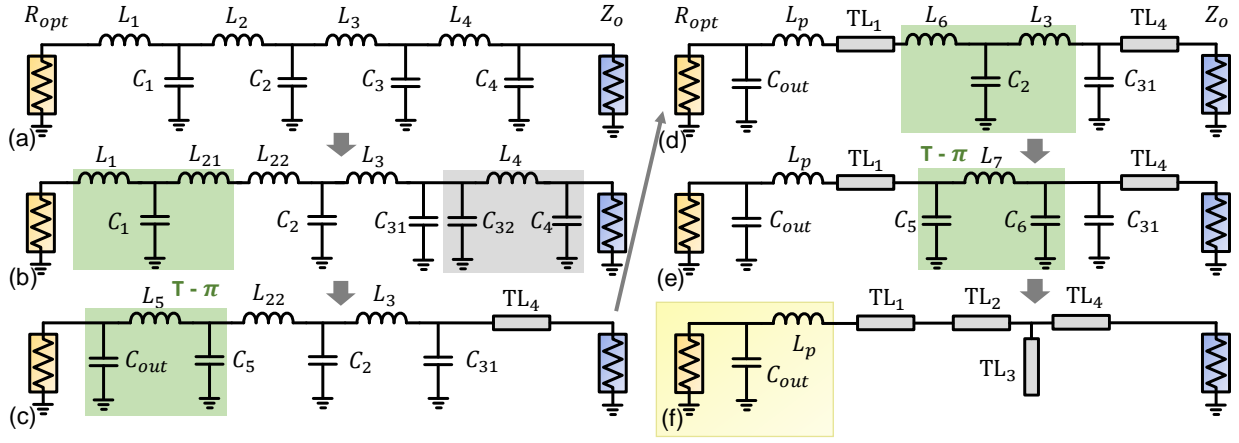 R_opt L_1 L_2 L_3 L_4 Z_o
C_1 C_2 C_3 C_4
(a)
L_1 L_21 L_22 L_3 L_4
C_1 C_2 C_31 C_32 C_4
(b)
T - π
L_5 L_22 L_3 TL_4
C_out C_5 C_2 C_31
(c)
R_opt L_p TL_1 L_6 L_3 TL_4 Z_o
C_out C_2 C_31
(d)
T - π
L_p TL_1 L_7 TL_4
C_out C_5 C_6 C_31
(e)
TL_1 TL_2 TL_4
L_p
C_out
TL_3
(f)